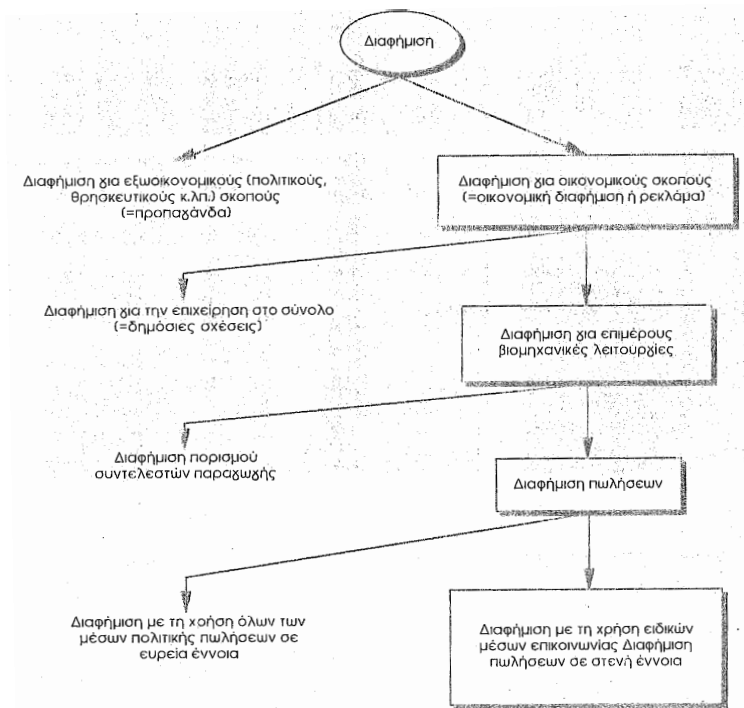 Διαφήμιση
Διαφήμιση για εξωοικονομικούς (πολιτικούς,
θρησκευτικούς κ.λπ.) σκοπούς
(=προπαγάνδα)
Διαφήμιση για οικονομικούς σκοπούς
(=οικονομική διαφήμιση ή ρεκλάμα)
Διαφήμιση για την επιχείρηση στο σύνολο
(=δημόσιες σχέσεις)
Διαφήμιση για επιμέρους
βιομηχανικές λειτουργίες
Διαφήμιση πορισμού
συντελεστών παραγωγής
Διαφήμιση πωλήσεων
Διαφήμιση με τη χρήση όλων των
μέσων πολιτικής πωλήσεων σε
ευρεία έννοια
Διαφήμιση με τη χρήση ειδικών
μέσων επικοινωνίας Διαφήμιση
πωλήσεων σε στενή έννοια